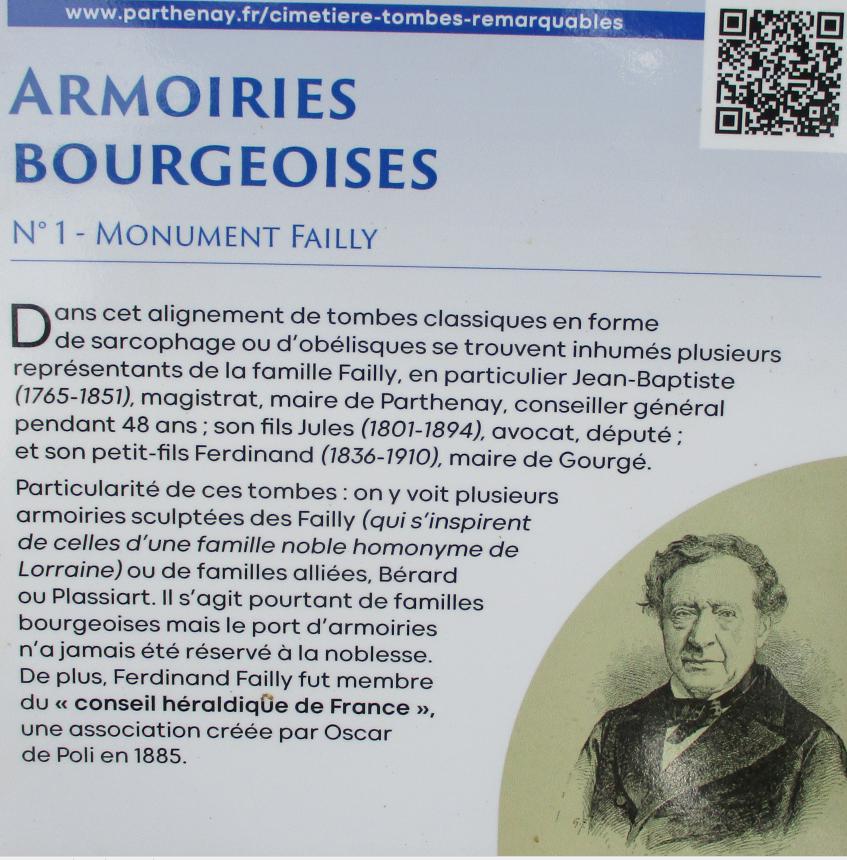 www.parthenay.fr/cimetiere-tombes-remarquables
ARMOIRIES
BOURGEOISES
N° 1 - MONUMENT FAILLY
Dans cet alignement de tombes classiques en forme
de sarcophage ou d'obélisques se trouvent inhumés plusieurs
représentants de la famille Failly, en particulier Jean-Baptiste
(1765-1851), magistrat, maire de Parthenay, conseiller général
pendant 48 ans ; son fils Jules (1801-1894), avocat, député ;
et son petit-fils Ferdinand (1836-1910), maire de Gourgé.
Particularité de ces tombes : on y voit plusieurs
armoiries sculptées des Failly (qui s'inspirent
de celles d'une famille noble homonyme de
Lorraine) ou de familles alliées, Bérard
ou Plassiart. Il s'agit pourtant de familles
bourgeoises mais le port d'armoiries
n'a jamais été réservé à la noblesse.
De plus, Ferdinand Failly fut membre
du « conseil héraldique de France »,
une association créée par Oscar
de Poli en 1885.